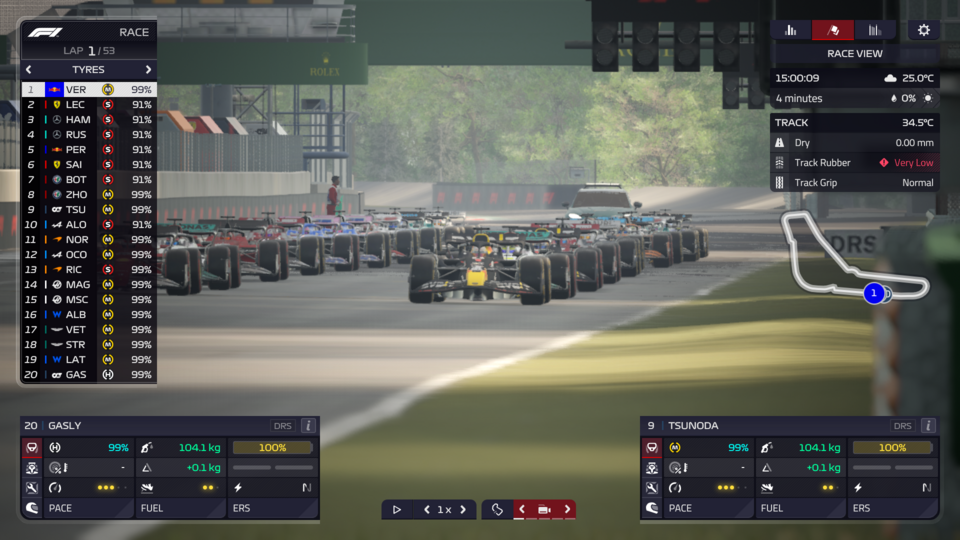 F1 RACE
LAP 1 / 53
TYRES
1 VER M 99%
2 LEC S 91%
3 HAM S 91%
4 RUS S 91%
5 PER M 91%
6 SAI S 91%
7 BOT S 91%
8 ZHO M 99%
9 TSU M 99%
10 ALO S 91%
11 NOR M 99%
12 OCO M 99%
13 RIC S 99%
14 MAG M 99%
15 MSC M 99%
16 ALB M 99%
17 VET M 99%
18 STR M 99%
19 LAT M 99%
20 GAS H 99%
ROLEX
RACE VIEW
15:00:09 25.0°C
4 minutes 0%
TRACK 34.5°C
Dry 0.00 mm
Track Rubber Very Low
Track Grip Normal
DRS
1
20 GASLY DRS i
H 99% 104.1 kg 100%
- +0.1 kg
N
PACE FUEL ERS
1x
9 TSUNODA DRS i
M 99% 104.1 kg 100%
- +0.1 kg
N
PACE FUEL ERS